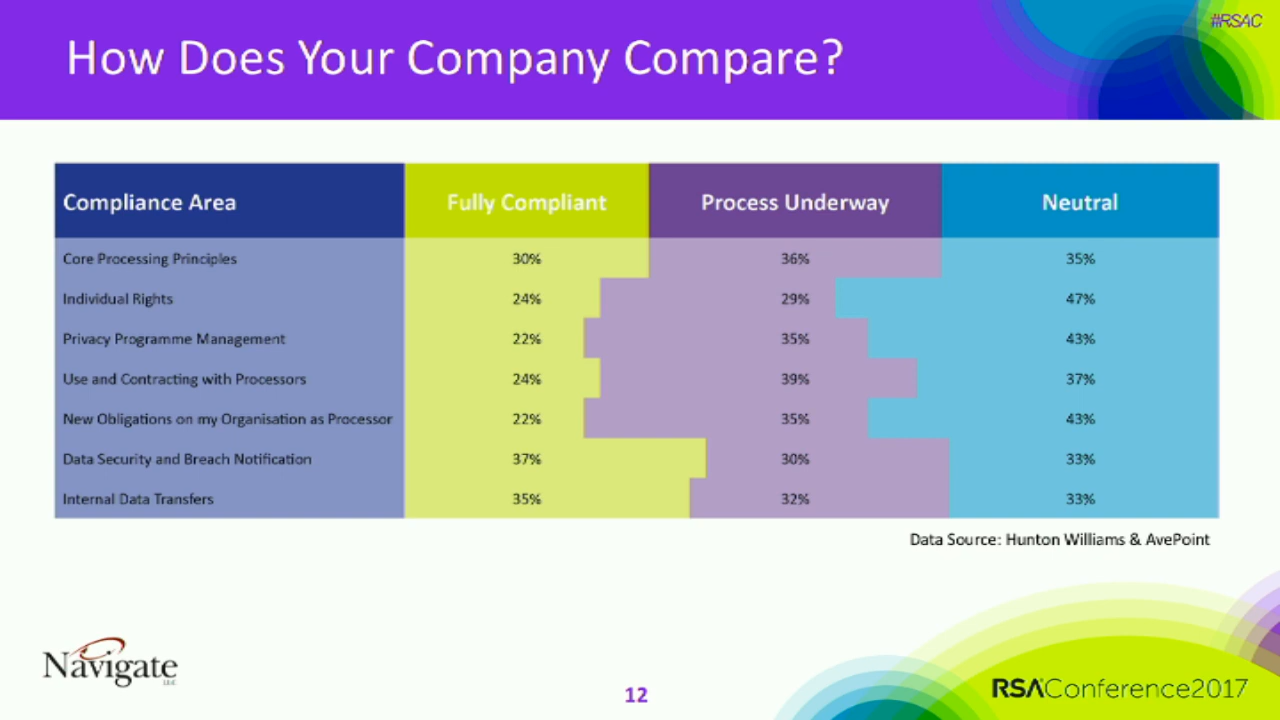 #RSAC
How Does Your Company Compare?
Compliance Area Fully Compliant Process Underway Neutral
Core Processing Principles 30% 36% 35%
Individual Rights 24% 29% 47%
Privacy Programme Management 22% 35% 43%
Use and Contracting with Processors 24% 39% 37%
New Obligations on my Organisation as Processor 22% 35% 43%
Data Security and Breach Notification 37% 30% 33%
Internal Data Transfers 35% 32% 33%
Data Source: Hunton Williams & AvePoint
Navigate
LLC
12
RSAConference2017